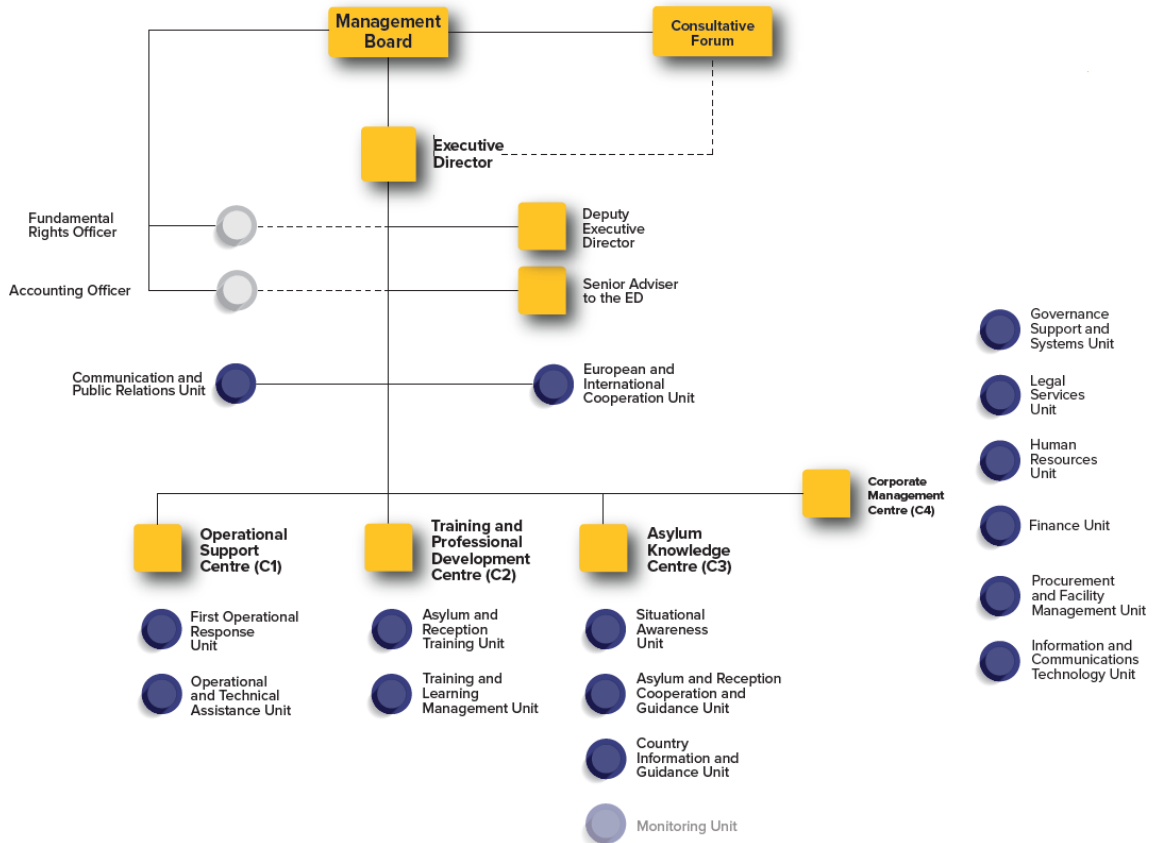 Management
Board
Consultative
Forum
Executive
Director
Fundamental
Rights Officer
Deputy
Executive
Director
Accounting Officer
Senior Adviser
to the ED
Communication and
Public Relations Unit
European and
International
Cooperation Unit
Governance
Support and
Systems Unit
Legal
Services
Unit
Human
Resources
Unit
Finance Unit
Procurement
and Facility
Management Unit
Information and
Communications
Technology Unit
Corporate
Management
Centre (C4)
Operational
Support
Centre (C1)
First Operational
Response
Unit
Operational
and Technical
Assistance Unit
Training and
Professional
Development
Centre (C2)
Asylum and
Reception
Training Unit
Training and
Learning
Management Unit
Asylum
Knowledge
Centre (C3)
Situational
Awareness
Unit
Asylum and Reception
Cooperation and
Guidance Unit
Country
Information and
Guidance Unit
Monitoring Unit